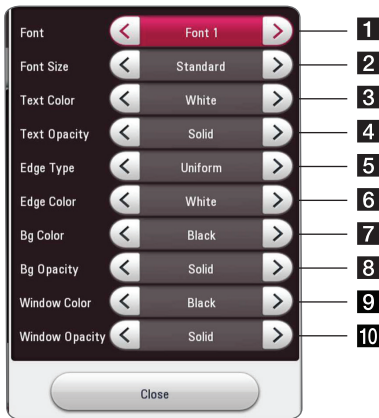 Font Font 1 1
Font Size Standard 2
Text Color White 3
Text Opacity Solid 4
Edge Type Uniform 5
Edge Color White 6
Bg Color Black 7
Bg Opacity Solid 8
Window Color Black 9
Window Opacity Solid 10
Close